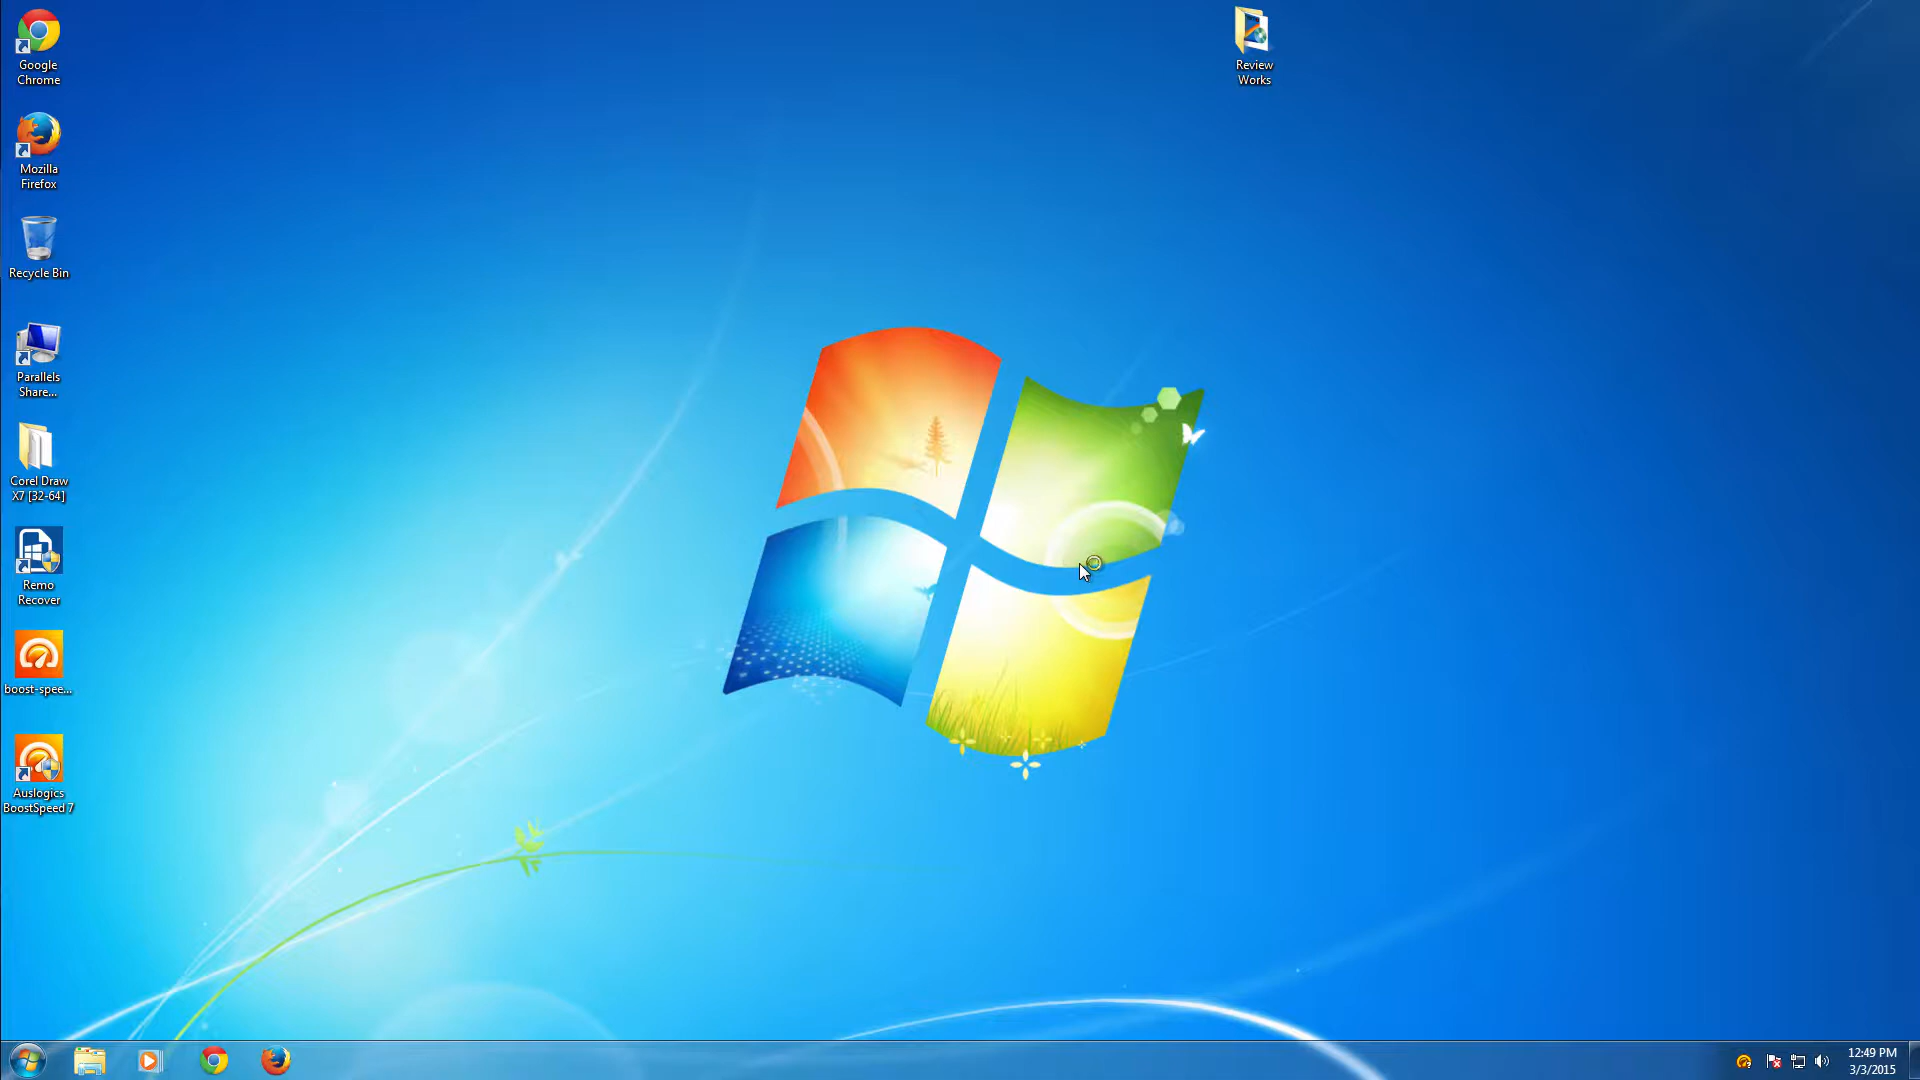 Google
Chrome
Mozilla
Firefox
Recycle Bin
Parallels
Share...
Corel Draw
X7 [32-64]
Remo
Recover
boost-spee...
Auslogics
BoostSpeed 7
Review
Works
12:49 PM
3/3/2015